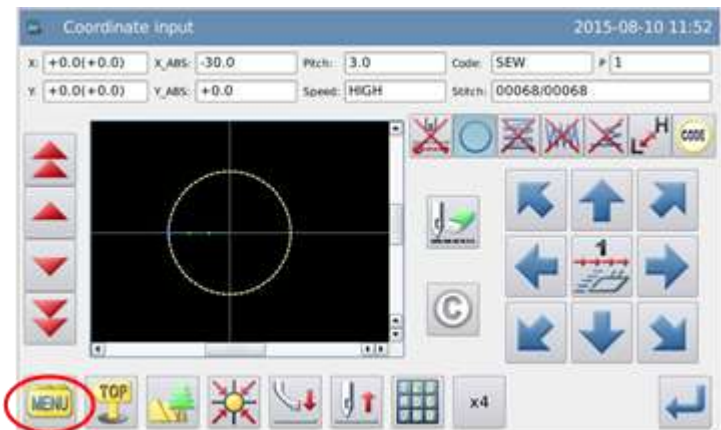 Coordinate input 2015-08-10 11:52
X: +0.0(+0.0) X_ABS: -30.0 Pitch: 3.0 Code: SEW P 1
Y: +0.0(+0.0) Y_ABS: +0.0 Speed: HIGH Stitch: 00068/00068
H
L
CODE
1
C
MENU
TOP
x4